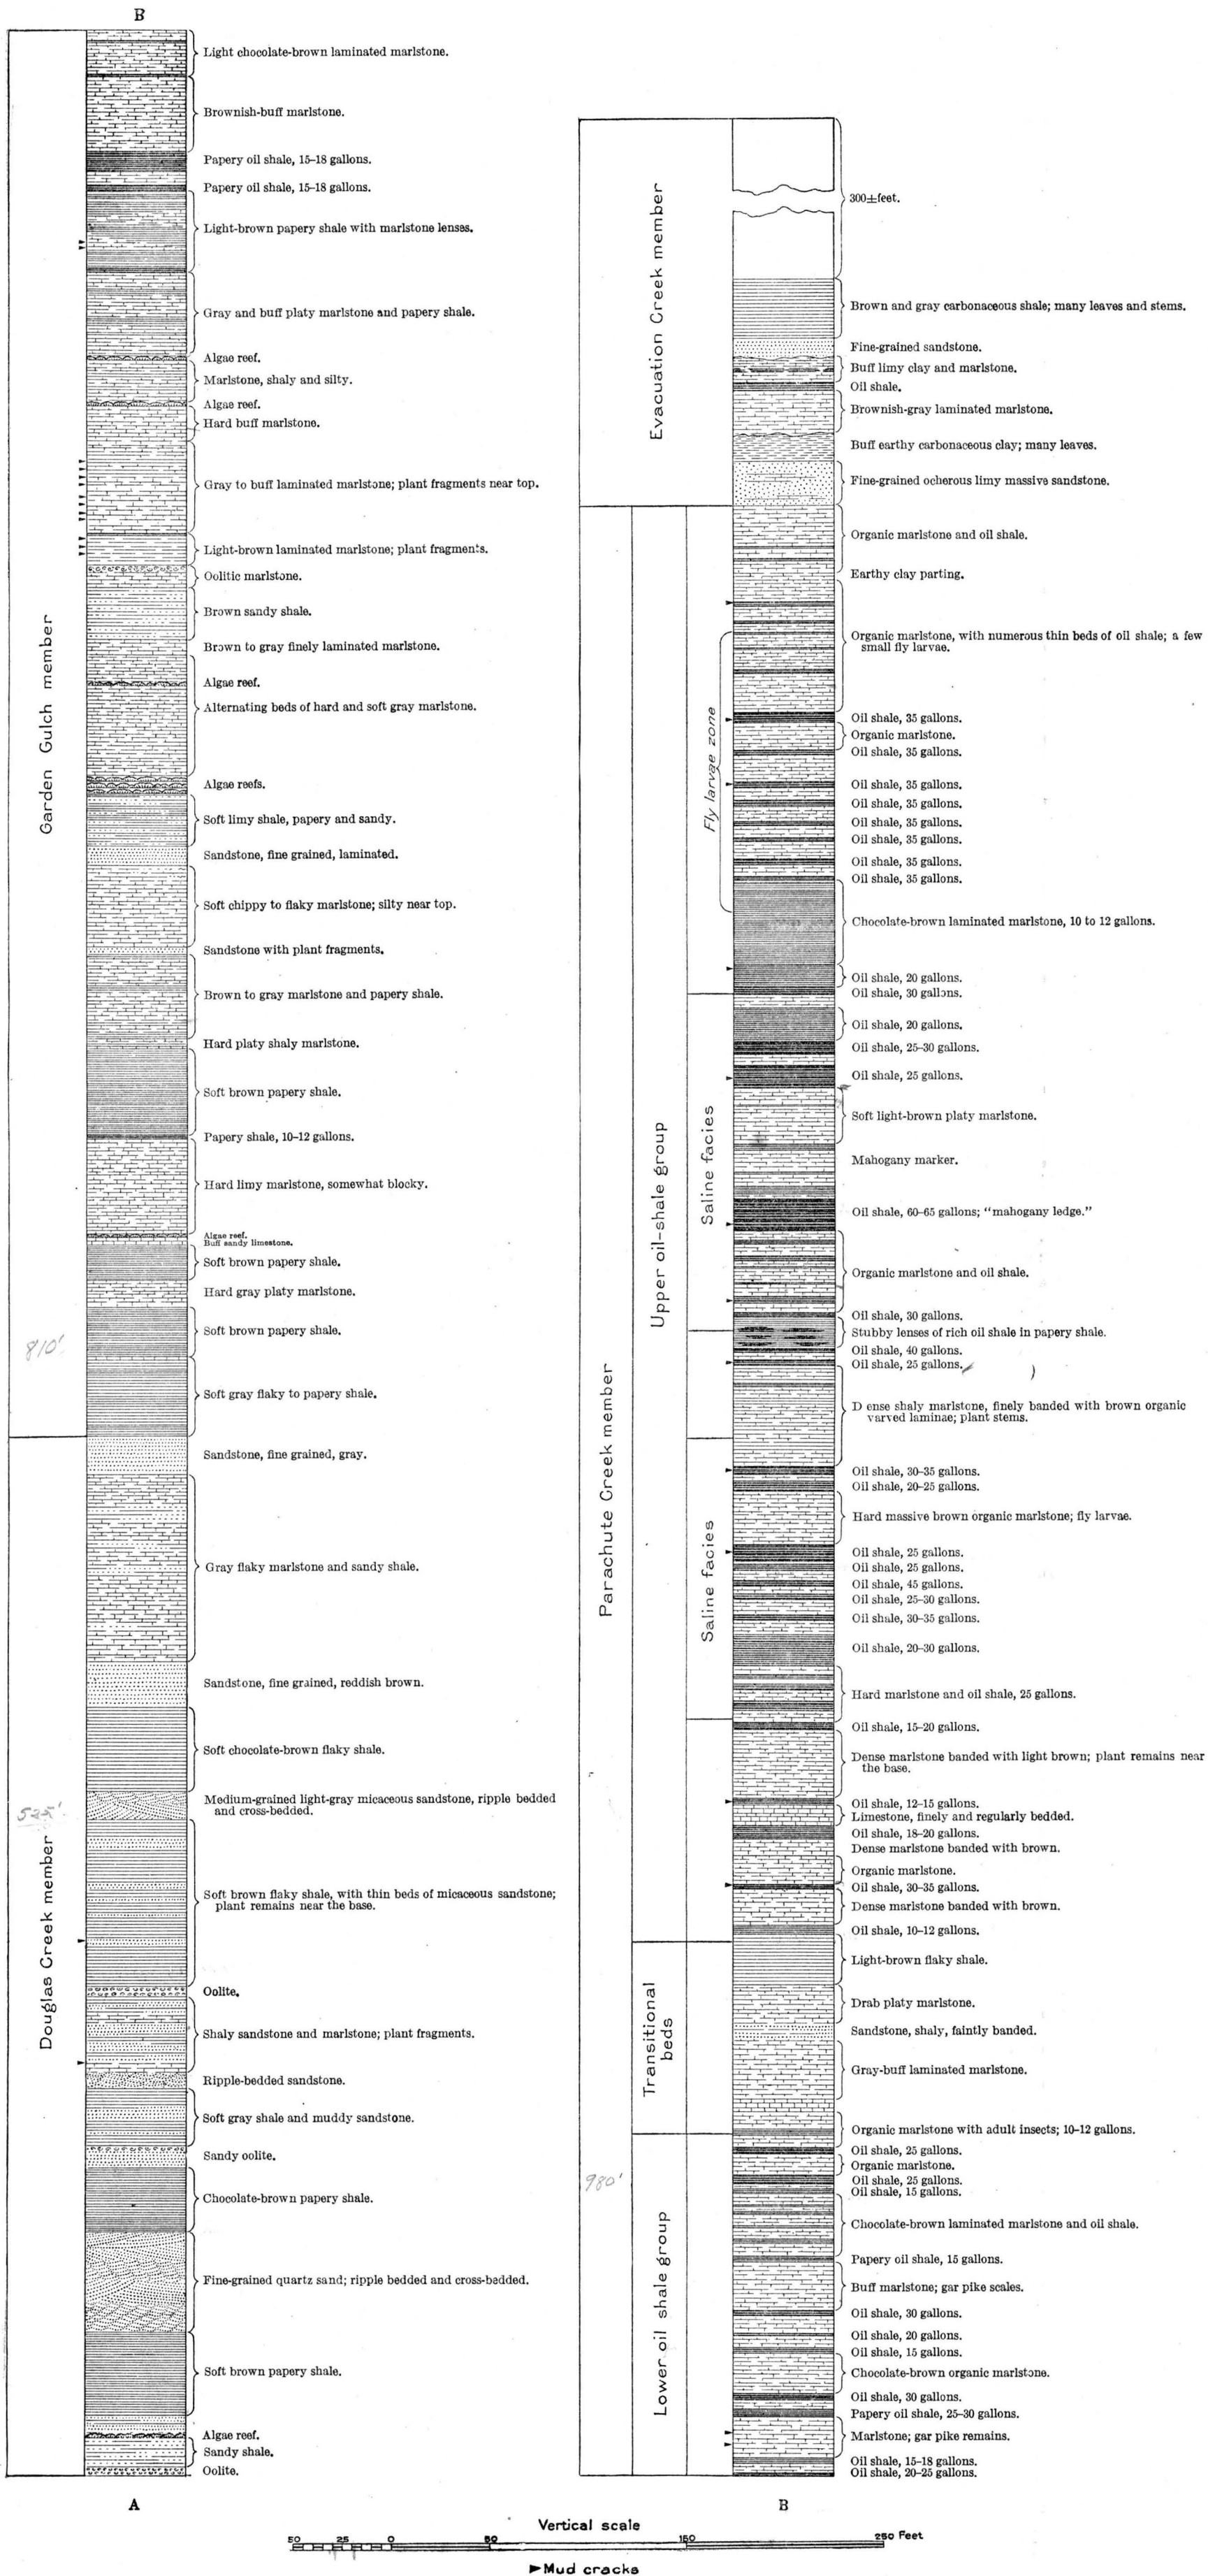 B
Light chocolate-brown laminated marlstone.
Brownish-buff marlstone.
Papery oil shale, 15–18 gallons.
Papery oil shale, 15–18 gallons.
Light-brown papery shale with marlstone lenses.
Gray and buff platy marlstone and papery shale.
Algae reef.
Marlstone, shaly and silty.
Algae reef.
Hard buff marlstone.
Gray to buff laminated marlstone; plant fragments near top.
Light-brown laminated marlstone; plant fragments.
Oolitic marlstone.
Brown sandy shale.
Brown to gray finely laminated marlstone.
Algae reef.
Alternating beds of hard and soft gray marlstone.
Algae reefs.
Soft limy shale, papery and sandy.
Sandstone, fine grained, laminated.
Soft chippy to flaky marlstone; silty near top.
Sandstone with plant fragments.
Brown to gray marlstone and papery shale.
Hard platy shaly marlstone.
Soft brown papery shale.
Papery shale, 10–12 gallons.
Hard limy marlstone, somewhat blocky.
Algae reef.
Buff sandy limestone.
Soft brown papery shale.
Hard gray platy marlstone.
Soft brown papery shale.
Soft gray flaky to papery shale.
Garden Gulch member
810'
Sandstone, fine grained, gray.
Gray flaky marlstone and sandy shale.
Sandstone, fine grained, reddish brown.
Soft chocolate-brown flaky shale.
Medium-grained light-gray micaceous sandstone, ripple bedded
and cross-bedded.
Soft brown flaky shale, with thin beds of micaceous sandstone;
plant remains near the base.
Oolite.
Shaly sandstone and marlstone; plant fragments.
Ripple-bedded sandstone.
Soft gray shale and muddy sandstone.
Sandy oolite.
Chocolate-brown papery shale.
Fine-grained quartz sand; ripple bedded and cross-bedded.
Soft brown papery shale.
Algae reef.
Sandy shale.
Oolite.
525'
Douglas Creek member
A
Evacuation Creek member
300±feet.
Brown and gray carbonaceous shale; many leaves and stems.
Fine-grained sandstone.
Buff limy clay and marlstone.
Oil shale.
Brownish-gray laminated marlstone.
Buff earthy carbonaceous clay; many leaves.
Fine-grained ocherous limy massive sandstone.
Parachute Creek member
Upper oil-shale group
Fly larvae zone
Organic marlstone and oil shale.
Earthy clay parting.
Organic marlstone, with numerous thin beds of oil shale; a few
small fly larvae.
Oil shale, 35 gallons.
Organic marlstone.
Oil shale, 35 gallons.
Oil shale, 35 gallons.
Oil shale, 35 gallons.
Oil shale, 35 gallons.
Oil shale, 35 gallons.
Oil shale, 35 gallons.
Oil shale, 35 gallons.
Chocolate-brown laminated marlstone, 10 to 12 gallons.
Oil shale, 20 gallons.
Oil shale, 30 gallons.
Saline facies
Oil shale, 20 gallons.
Oil shale, 25–30 gallons.
Oil shale, 25 gallons.
Soft light-brown platy marlstone.
Mahogany marker.
Oil shale, 60–65 gallons; “mahogany ledge.”
Organic marlstone and oil shale.
Oil shale, 30 gallons.
Stubby lenses of rich oil shale in papery shale.
Oil shale, 40 gallons.
Oil shale, 25 gallons.
D ense shaly marlstone, finely banded with brown organic
varved laminae; plant stems.
Saline facies
Oil shale, 30–35 gallons.
Oil shale, 20–25 gallons.
Hard massive brown organic marlstone; fly larvae.
Oil shale, 25 gallons.
Oil shale, 25 gallons.
Oil shale, 45 gallons.
Oil shale, 25–30 gallons.
Oil shale, 30–35 gallons.
Oil shale, 20–30 gallons.
Hard marlstone and oil shale, 25 gallons.
Oil shale, 15–20 gallons.
Dense marlstone banded with light brown; plant remains near
the base.
Oil shale, 12–15 gallons.
Limestone, finely and regularly bedded.
Oil shale, 18–20 gallons.
Dense marlstone banded with brown.
Organic marlstone.
Oil shale, 30–35 gallons.
Dense marlstone banded with brown.
Oil shale, 10–12 gallons.
Transitional
beds
Light-brown flaky shale.
Drab platy marlstone.
Sandstone, shaly, faintly banded.
Gray-buff laminated marlstone.
Organic marlstone with adult insects; 10–12 gallons.
980'
Lower oil shale group
Oil shale, 25 gallons.
Organic marlstone.
Oil shale, 25 gallons.
Oil shale, 15 gallons.
Chocolate-brown laminated marlstone and oil shale.
Papery oil shale, 15 gallons.
Buff marlstone; gar pike scales.
Oil shale, 30 gallons.
Oil shale, 20 gallons.
Oil shale, 15 gallons.
Chocolate-brown organic marlstone.
Oil shale, 30 gallons.
Papery oil shale, 25–30 gallons.
Marlstone; gar pike remains.
Oil shale, 15–18 gallons.
Oil shale, 20–25 gallons.
B
Vertical scale
50 25 0 50 150 250 Feet
Mud cracks